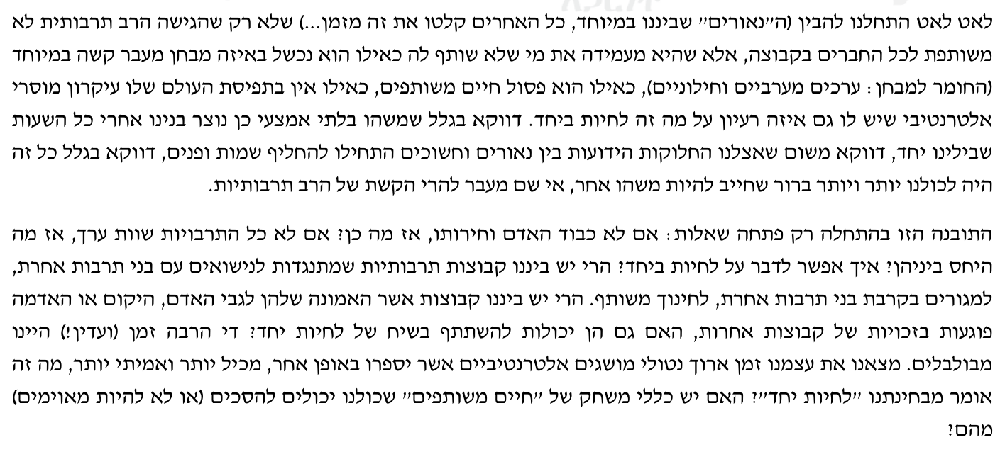 לאט לאט התחלנו להבין (ה"נאורים" שביננו במיוחד, כל האחרים קלטו את זה מזמן...) שלא רק שהגישה הרב תרבותית לא
משותפת לכל החברים בקבוצה, אלא שהיא מעמידה את מי שלא שותף לה כאילו הוא נכשל באיזה מבחן מעבר קשה במיוחד
(החומר למבחן: ערכים מערביים וחילוניים), כאילו הוא פסול חיים משותפים, כאילו אין בתפיסת העולם שלו עיקרון מוסרי
אלטרנטיבי שיש לו גם איזה רעיון על מה זה לחיות ביחד. דווקא בגלל שמשהו בלתי אמצעי כן נוצר בנינו אחרי כל השעות
שבילינו יחד, דווקא משום שאצלנו החלוקות הידועות בין נאורים וחשוכים התחילו להחליף שמות ופנים, דווקא בגלל כל זה
היה לכולנו יותר ויותר ברור שחייב להיות משהו אחר, אי שם מעבר להרי הקשת של הרב תרבותיות.
התובנה הזו בהתחלה רק פתחה שאלות: אם לא כבוד האדם וחירותו, אז מה כן? אם לא כל התרבויות שוות ערך, אז מה
היחס ביניהן? איך אפשר לדבר על לחיות ביחד? הרי יש ביננו קבוצות תרבותיות שמתנגדות לנישואים עם בני תרבות אחרת,
למגורים בקרבת בני תרבות אחרת, לחינוך משותף. הרי יש ביננו קבוצות אשר האמונה שלהן לגבי האדם, היקום או האדמה
פוגעות בזכויות של קבוצות אחרות, האם גם הן יכולות להשתתף בשיח של לחיות יחד? די הרבה זמן (ועדין!) היינו
מבולבלים. מצאנו את עצמנו זמן ארוך נטולי מושגים אלטרנטיביים אשר יספרו באופן אחר, מכיל יותר ואמיתי יותר, מה זה
אומר מבחינתנו "לחיות יחד"? האם יש כללי משחק של "חיים משותפים" שכולנו יכולים להסכים (או לא להיות מאוימים)
מהם?